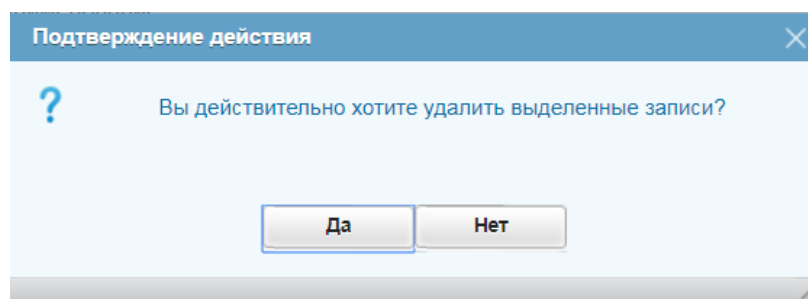 Подтверждение действия
?
Вы действительно хотите удалить выделенные записи?
Да
Нет